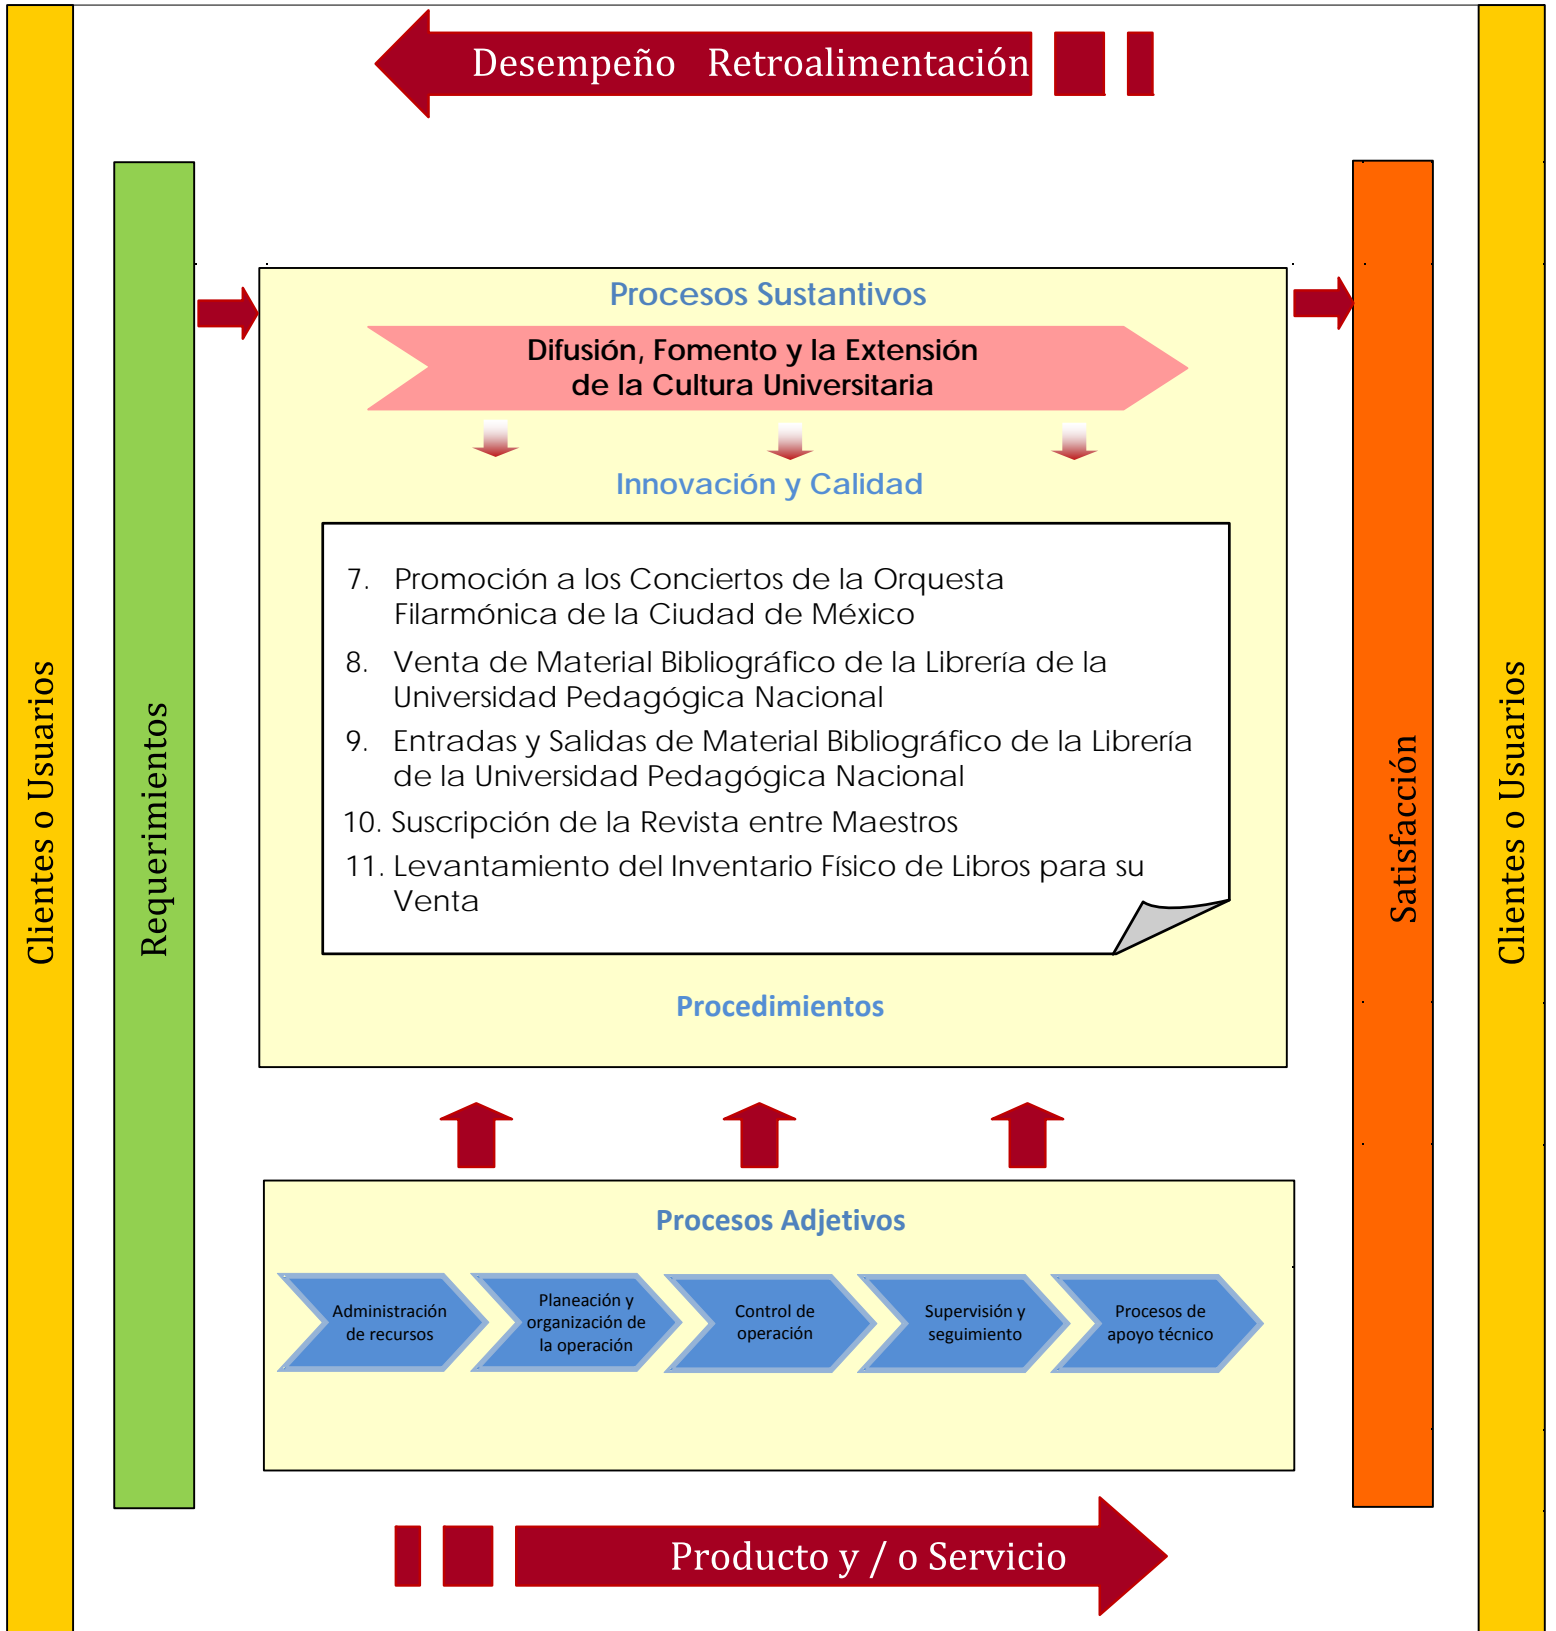 Desempeño Retroalimentación
Clientes o Usuarios
Requerimientos
Procesos Sustantivos
Difusión, Fomento y la Extensión
de la Cultura Universitaria
Innovación y Calidad
7. Promoción a los Conciertos de la Orquesta
Filarmónica de la Ciudad de México
8. Venta de Material Bibliográfico de la Librería de la
Universidad Pedagógica Nacional
9. Entradas y Salidas de Material Bibliográfico de la Librería
de la Universidad Pedagógica Nacional
10. Suscripción de la Revista entre Maestros
11. Levantamiento del Inventario Físico de Libros para su
Venta
Procedimientos
Procesos Adjetivos
Administración
de recursos
Planeación y
organización de
la operación
Control de
operación
Supervisión y
seguimiento
Procesos de
apoyo técnico
Satisfacción
Clientes o Usuarios
Producto y / o Servicio